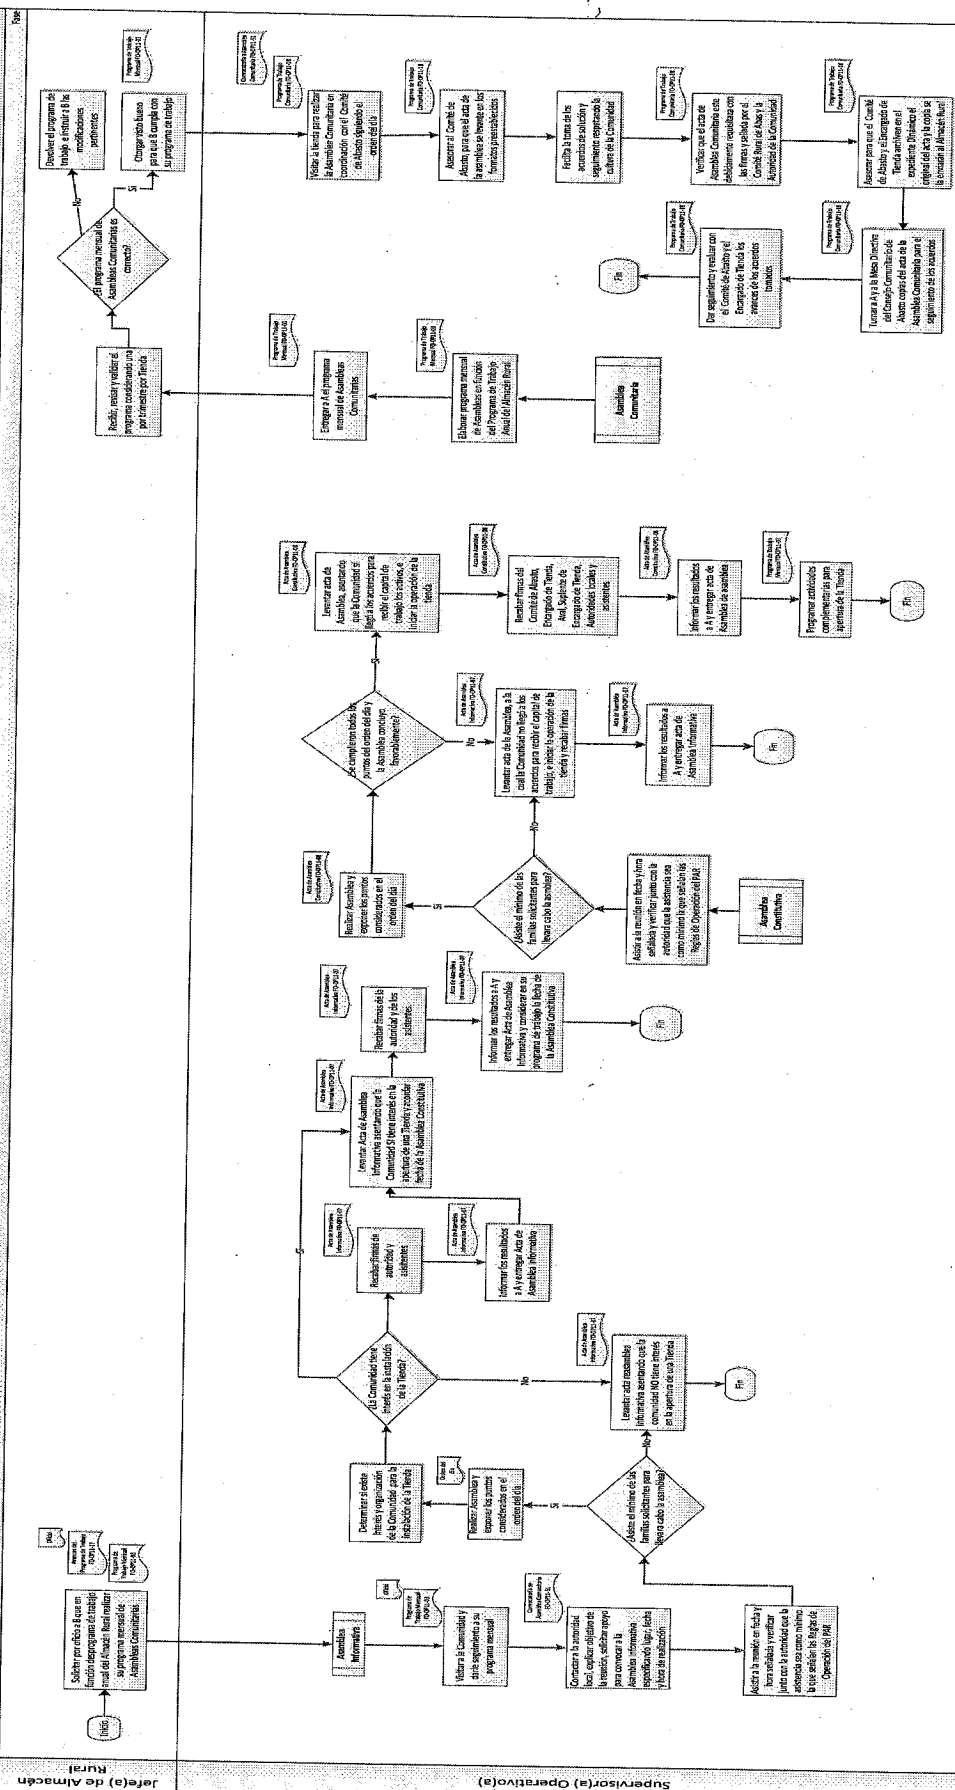 Fase
Jefe(a) de Almacén
Rural
Supervisor(a) Operativo(a)
Inicio
Solicitar por oficio a B que en
función des programa de trabajo
anual del Almacén Rural realizar
su programa mensual de
Asambleas Comunitarias
Asamblea
Informativa
Visitar a la Comunidad y
darle seguimiento a su
programa mensual
Contactar a la autoridad
local, explicar objetivo de
la reunión, solicitar apoyo
para convocar a la
Asamblea Informativa
especificando lugar, fecha
y hora de realización
Asistir a la reunión en fecha y
hora señalada y verificar
junto con la autoridad que la
asistencia sea como mínimo
la que señalan las Reglas de
Operación del PAR
¿Asiste el mínimo de las
familias solicitantes para
llevar a cabo la asamblea?
Si
No
Realizar Asamblea y
exponer los puntos
considerados en el
orden del día
Orden del
día
Determinar si existe
interés y organización
de la Comunidad para la
instalación de la Tienda
¿La Comunidad tiene
interés en la instalación
de la Tienda?
Si
No
Levantar acta reasamblea
informativa asentando que la
comunidad NO tiene interés
en la apertura de una Tienda
Fin
Recabar firmas de
autoridad y
asistentes
Informar los resultados
a A y entregar Acta de
Asamblea Informativa
Levantar Acta de Asamblea
Informativa asentando que la
Comunidad SI tiene interés en la
apertura de una Tienda y acordar
fecha de la Asamblea Constitutiva
Recabar firmas de la
autoridad y de los
asistentes
Informar los resultados a A y
entregar Acta de Asamblea
Informativa y considerar en su
programa de trabajo la fecha de
la Asamblea Constitutiva
Fin
Asamblea
Constitutiva
Asistir a la reunión en fecha y hora
señalada y verificar junto con la
autoridad que la asistencia sea
como mínimo la que señalan las
Reglas de Operación del PAR
¿Asiste el mínimo de las
familias solicitantes para
llevar a cabo la asamblea?
Si
No
Realizar Asamblea y
exponer los puntos
considerados en el
orden del día
¿Se cumplieron todos los
puntos del orden del día y
la Asamblea concluyo
favorablemente?
Si
No
Levantar acta de la Asamblea, a la
cual la Comunidad no llegó a los
acuerdos para recibir el capital de
trabajo, e iniciar la operación de la
tienda y recabar firmas
Informar los resultados a
A y entregar acta de
Asamblea Informativa
Fin
Levantar acta de
Asamblea, asentando
que la Comunidad sí
llegó a los acuerdos para
recibir el capital de
trabajo los activos, e
iniciar la operación de la
tienda
Recabar firmas del
Comité de Abasto,
Encargado de Tienda,
Aval, Suplente de
Encargado de Tienda,
Autoridades locales y
asistentes
Informar los resultados
a A y entregar acta de
Asamblea de asamblea
Programar actividades
complementarias para
apertura de la Tienda
Fin
Asamblea
Comunitaria
Elaborar programa mensual
de Asambleas en función
del Programa de Trabajo
Anual del Almacén Rural
Entregar a A el programa
mensual de Asambleas
Comunitarias
Recibir, revisar y validar el
programa considerando una
por trimestre por Tienda
¿El programa mensual de
Asambleas Comunitarias es
correcto?
No
Si
Devolver el programa de
trabajo e instruir a B las
modificaciones
pertinentes
Otorgar visto bueno
para que B cumpla con
su programa de trabajo
Visitar la tienda para realizar
la Asamblea Comunitaria en
coordinación con el Comité
de Abasto siguiendo el
orden del día
Asesorar al Comité de
Abasto, para que el acta de
la asamblea se levante en los
formatos preestablecidos
Facilita la toma de los
acuerdos de solución y
seguimiento respetando la
cultura de la Comunidad
Verificar que el acta de
Asamblea Comunitaria este
debidamente requisitada con
las firmas y sellada por el
Comité Rural de Abasto y la
Autoridad de la Comunidad
Asesorar para que el Comité
de Abasto y el Encargado de
Tienda archiven en el
expediente Dinámico el
original del acta y la copia se
la envían al Almacén Rural
Turnar a A y a la Mesa Directiva
del Consejo Comunitario de
Abasto copias del acta de la
Asamblea Comunitaria para el
seguimiento de los acuerdos
Dar seguimiento y evaluar con
el Comité de Abasto y el
Encargado de Tienda los
avances de los acuerdos
tomados
Fin